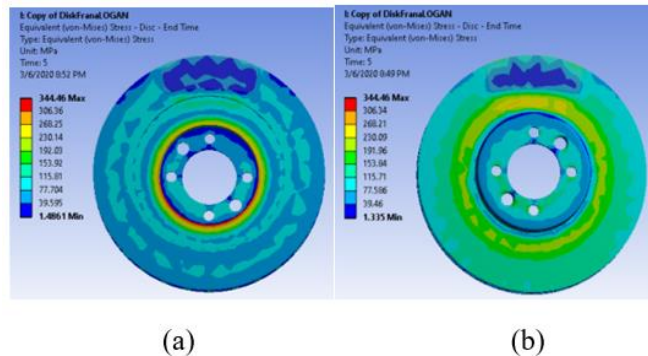 I: Copy of DiskFranaLOGAN
Equivalent (von-Mises) Stress - Disc - End Time
Type: Equivalent (von-Mises) Stress
Unit: MPa
Time: 5
3/6/2020 8:52 PM
344.46 Max
306.36
268.25
230.14
192.03
153.92
115.81
77.704
39.595
1.4861 Min
(a)
I: Copy of DiskFranaLOGAN
Equivalent (von-Mises) Stress - Disc - End Time
Type: Equivalent (von-Mises) Stress
Unit: MPa
Time: 5
3/6/2020 8:49 PM
344.46 Max
306.34
268.21
230.09
191.96
153.84
115.71
77.586
39.46
1.335 Min
(b)